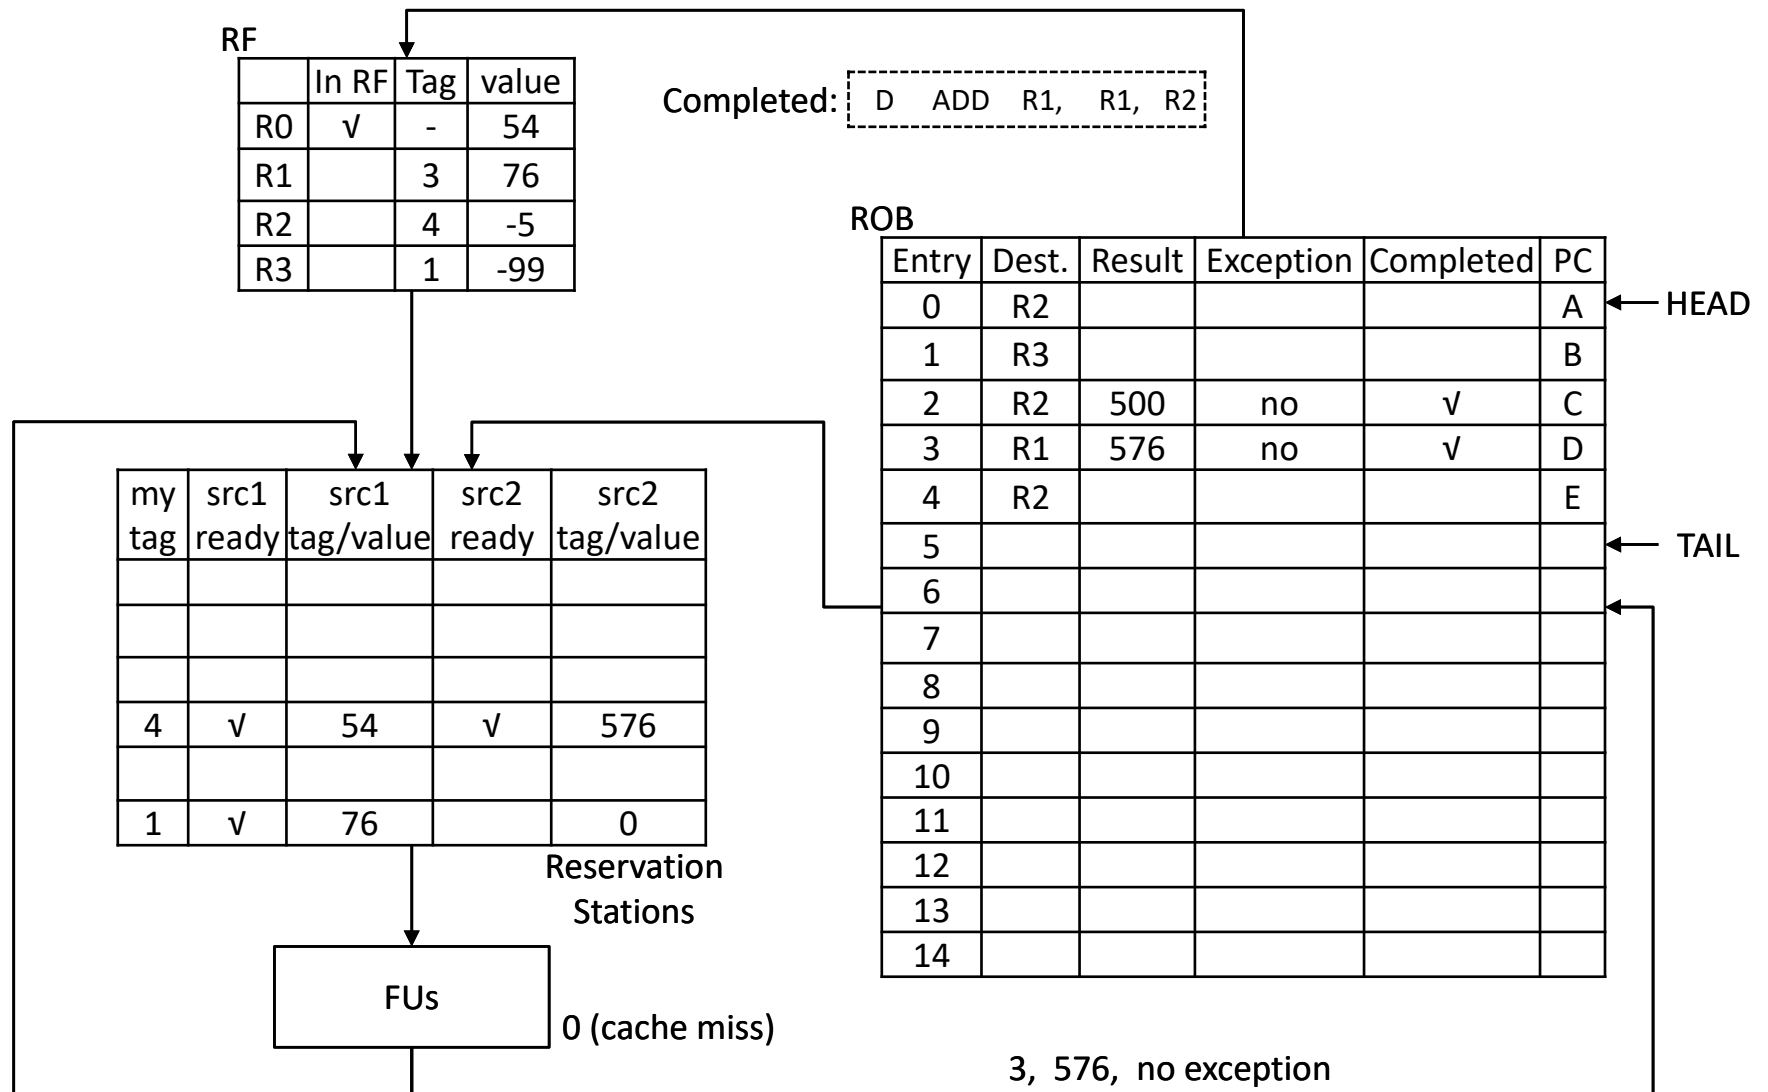 RF
In RF Tag value
R0 √ - 54
R1 3 76
R2 4 -5
R3 1 -99
Completed: D ADD R1, R1, R2
ROB
Entry Dest. Result Exception Completed PC
0 R2 A
1 R3 B
2 R2 500 no √ C
3 R1 576 no √ D
4 R2 E
5
6
7
8
9
10
11
12
13
14
HEAD
TAIL
my src1 src1 src2 src2
tag ready tag/value ready tag/value
4 √ 54 √ 576
1 √ 76 0
Reservation
Stations
FUs
0 (cache miss)
3, 576, no exception